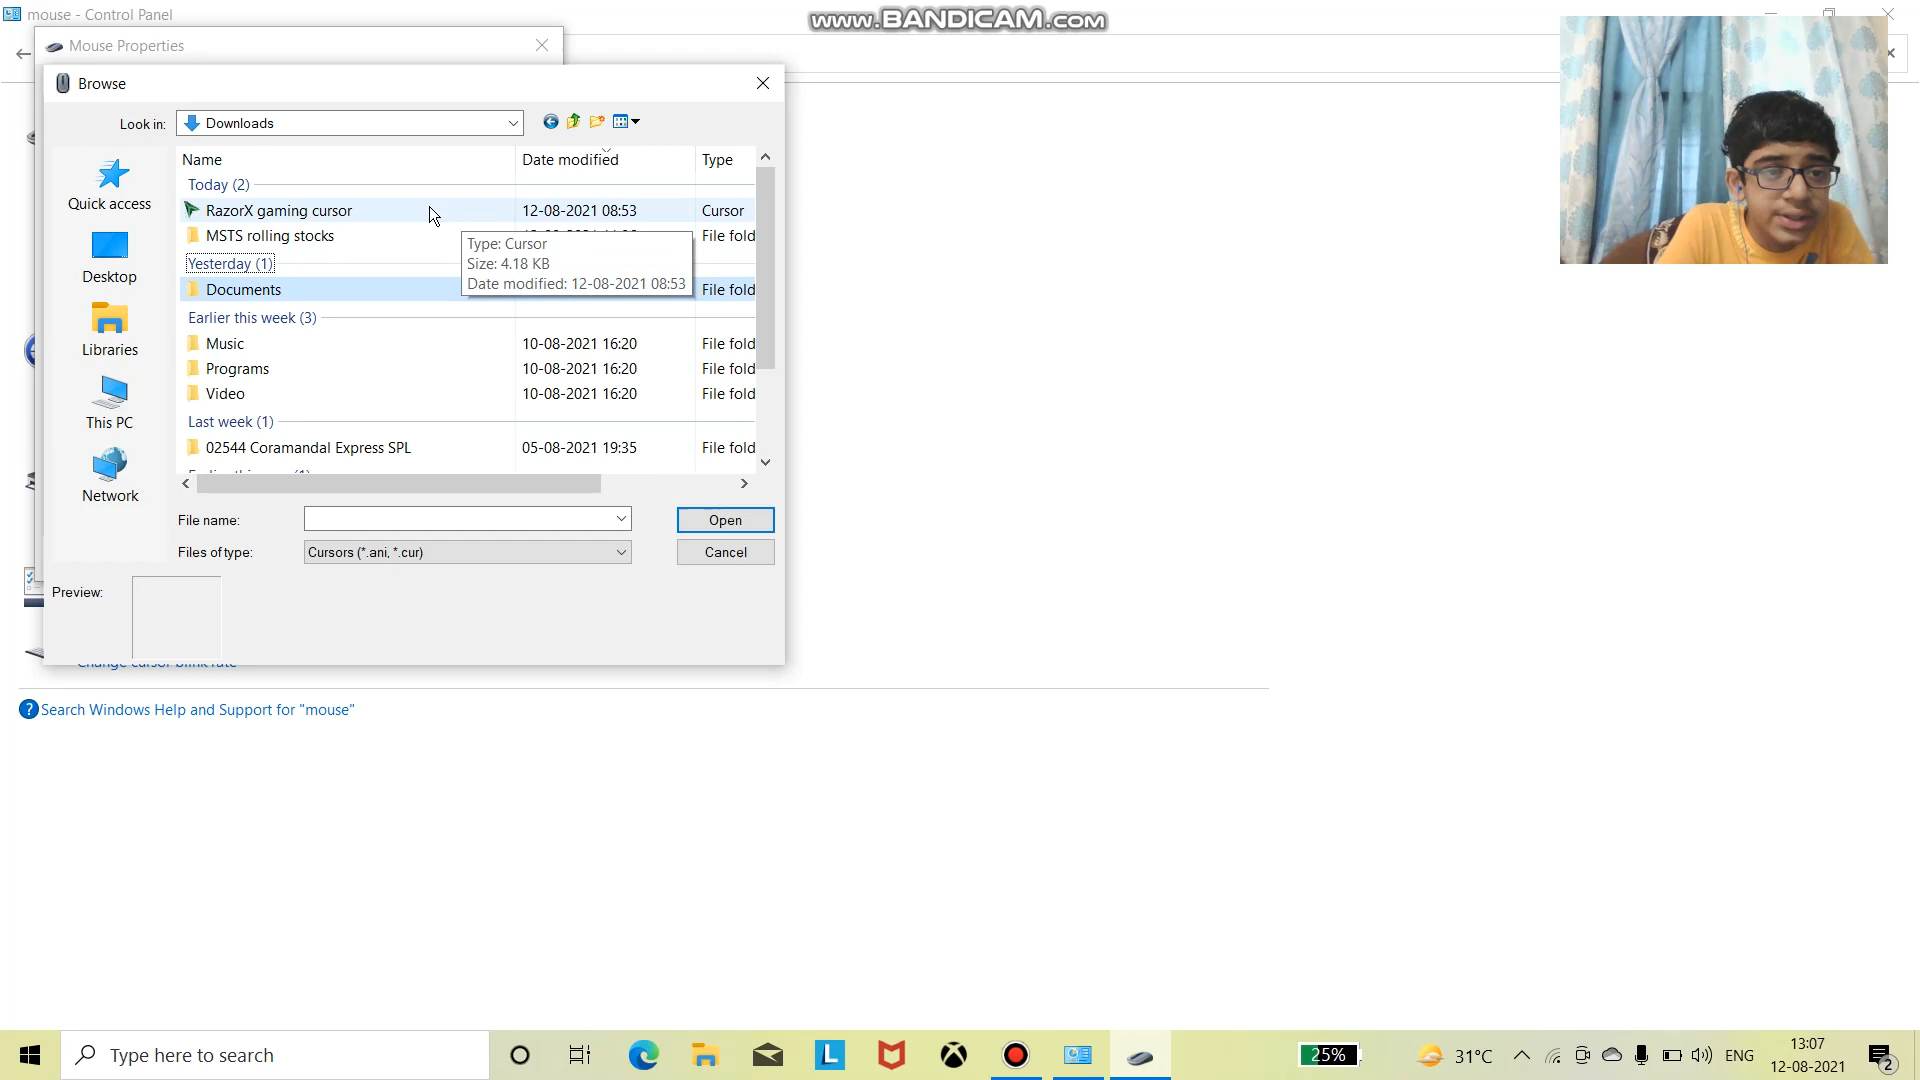 mouse - Control Panel
www.BANDICAM.com
Mouse Properties
Browse
Look in:
Downloads
Name
Date modified
Type
Today (2)
RazorX gaming cursor
12-08-2021 08:53
Cursor
MSTS rolling stocks
File fold
Type: Cursor
Size: 4.18 KB
Date modified: 12-08-2021 08:53
Yesterday (1)
Documents
File fold
Earlier this week (3)
Music
10-08-2021 16:20
File fold
Programs
10-08-2021 16:20
File fold
Video
10-08-2021 16:20
File fold
Last week (1)
02544 Coramandal Express SPL
05-08-2021 19:35
File fold
Quick access
Desktop
Libraries
This PC
Network
File name:
Open
Files of type:
Cursors (*.ani, *.cur)
Cancel
Preview:
Change cursor blink rate
Search Windows Help and Support for "mouse"
Type here to search
L
25%
31°C
ENG
13:07
12-08-2021
2